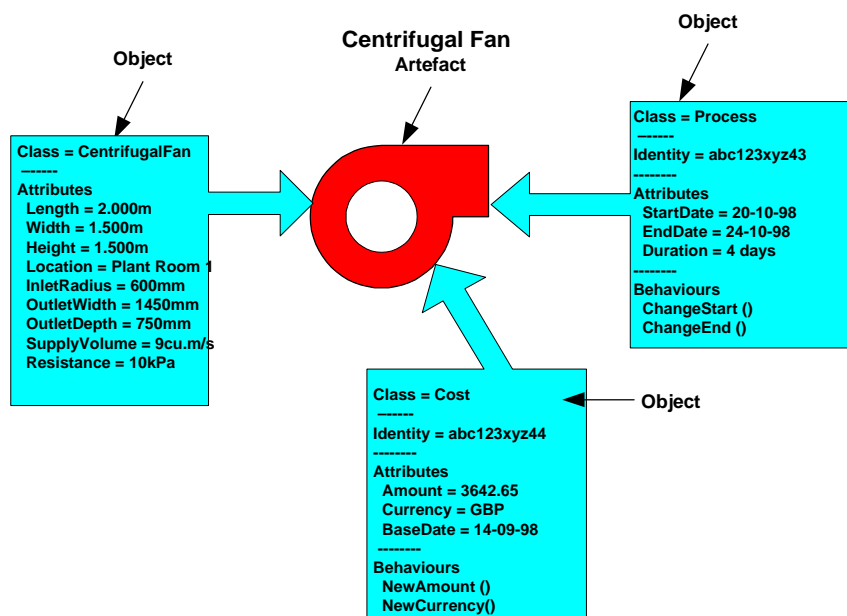 Centrifugal Fan
Artefact
Object
Class = CentrifugalFan
-------
Attributes
Length = 2.000m
Width = 1.500m
Height = 1.500m
Location = Plant Room 1
InletRadius = 600mm
OutletWidth = 1450mm
OutletDepth = 750mm
SupplyVolume = 9cu.m/s
Resistance = 10kPa
Object
Class = Process
-------
Identity = abc123xyz43
--------
Attributes
StartDate = 20-10-98
EndDate = 24-10-98
Duration = 4 days
--------
Behaviours
ChangeStart ()
ChangeEnd ()
Object
Class = Cost
-------
Identity = abc123xyz44
--------
Attributes
Amount = 3642.65
Currency = GBP
BaseDate = 14-09-98
--------
Behaviours
NewAmount ()
NewCurrency()